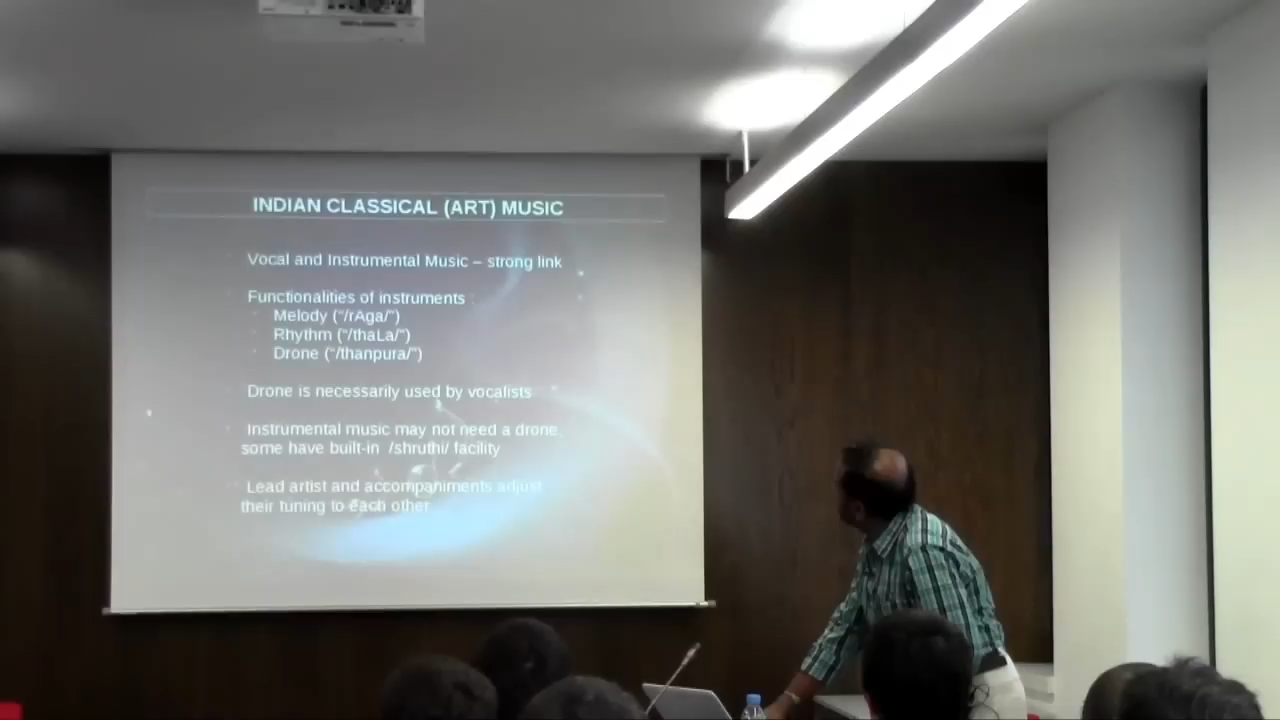 INDIAN CLASSICAL (ART) MUSIC
Vocal and Instrumental Music – strong link
Functionalities of instruments :
Melody ("/rAga/")
Rhythm ("/thaLa/")
Drone ("/thanpura/")
Drone is necessarily used by vocalists
Instrumental music may not need a drone,
some have built-in /shruthi/ facility
Lead artist and accompaniments adjust
their tuning to each other